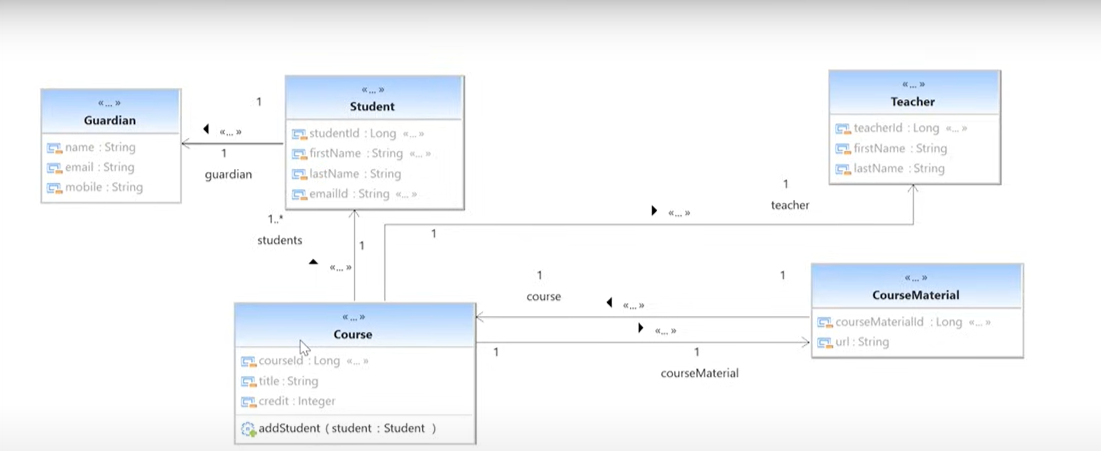 «... »
Guardian
name : String
email : String
mobile : String
1
«... »
1
guardian
«... »
Student
studentId : Long «... »
firstName : String «... »
lastName : String
emailId : String «... »
«... »
Teacher
teacherId : Long «... »
firstName : String
lastName : String
1..*
students
1
«... »
1
«... »
1
teacher
«... »
Course
courseId : Long «... »
title : String
credit : Integer
addStudent ( student : Student )
1
course
«... »
1
«... »
1
1
courseMaterial
«... »
CourseMaterial
courseMaterialId : Long «... »
url : String